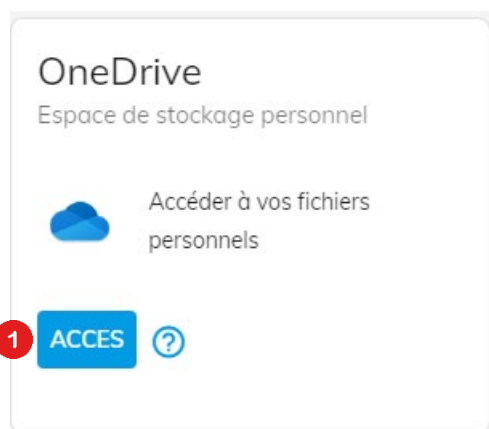 OneDrive
Espace de stockage personnel
Accéder à vos fichiers
personnels
1 ACCES ?